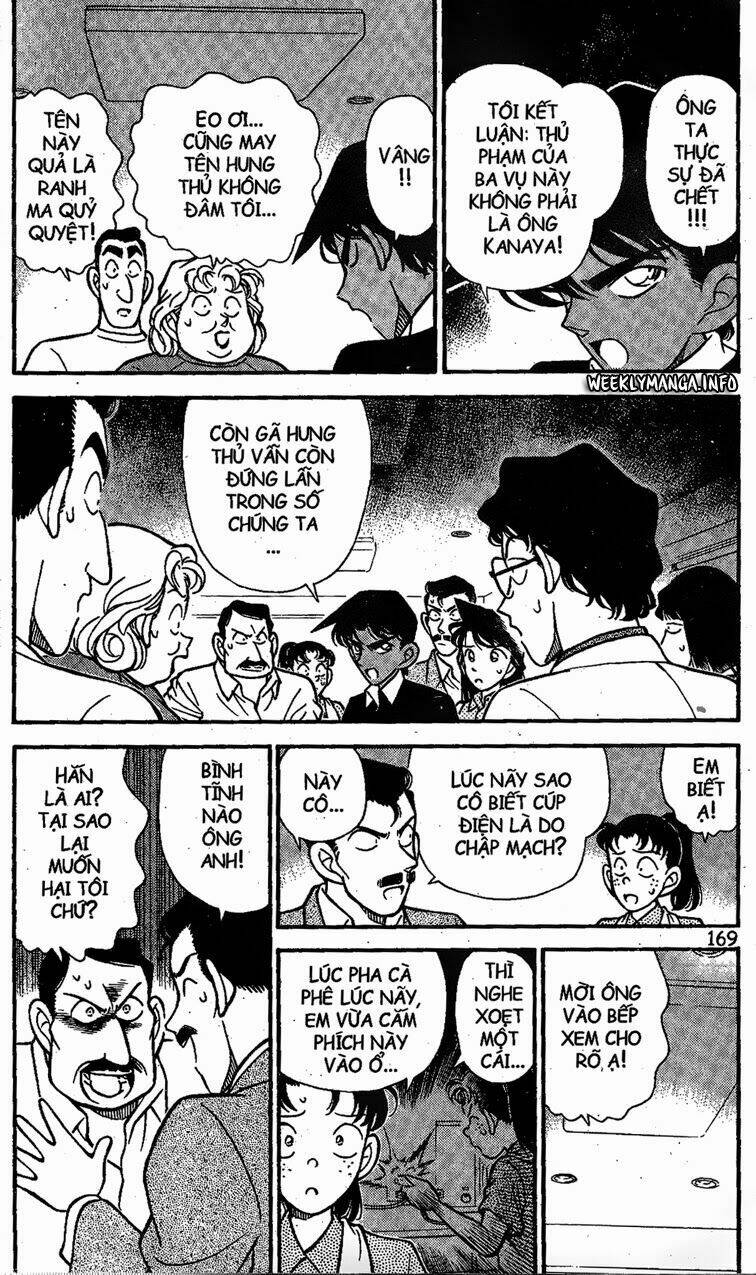 TÊN
NÀY
QUẢ LÀ
RANH
MA QUỶ
QUYỆT!
EO ƠI...
CŨNG MAY
TÊN HUNG
THỦ KHÔNG
ĐÂM TÔI...
VÂNG
!!
TÔI KẾT
LUẬN: THỦ
PHẠM CỦA
BA VỤ NÀY
KHÔNG PHẢI
LÀ ÔNG
KANAYA!
ÔNG
TA
THỰC
SỰ ĐÃ
CHẾT
!!!
WEEKLYMANGA.INFO
CÒN GÃ HUNG
THỦ VẪN CÒN
ĐỨNG LẨN
TRONG SỐ
CHÚNG TA
...
HẮN
LÀ AI?
TẠI SAO
LẠI
MUỐN
HẠI TÔI
CHỨ?
BÌNH
TĨNH
NÀO
ÔNG
ANH!
NÀY
CÔ...
LÚC NÃY SAO
CÔ BIẾT CÚP
ĐIỆN LÀ DO
CHẬP MẠCH?
EM
BIẾT
Ạ!
169
LÚC PHA CÀ
PHÊ LÚC NÃY,
EM VỪA CẮM
PHÍCH NÀY
VÀO Ổ...
THÌ
NGHE
XOẸT
MỘT
CÁI...
MỜI ÔNG
VÀO BẾP
XEM CHO
RÕ Ạ!